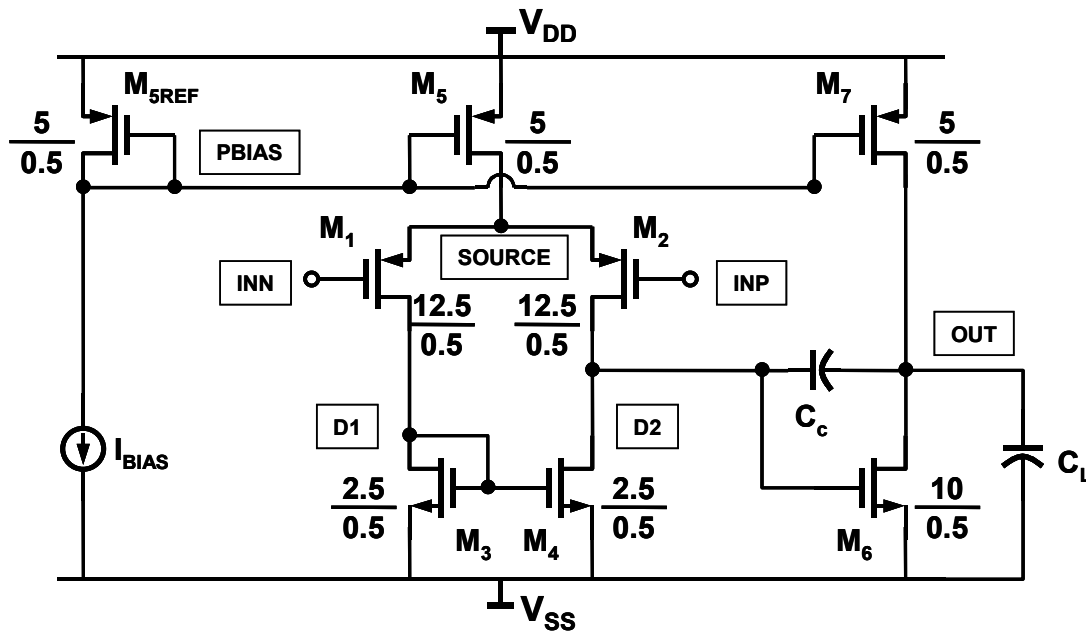 V_DD
M_5REF
M_5
M_7
5
0.5
PBIAS
5
0.5
5
0.5
M_1
SOURCE
M_2
INN
INP
12.5
0.5
12.5
0.5
OUT
D1
D2
C_c
I_BIAS
C_L
2.5
0.5
2.5
0.5
10
0.5
M_3
M_4
M_6
V_SS